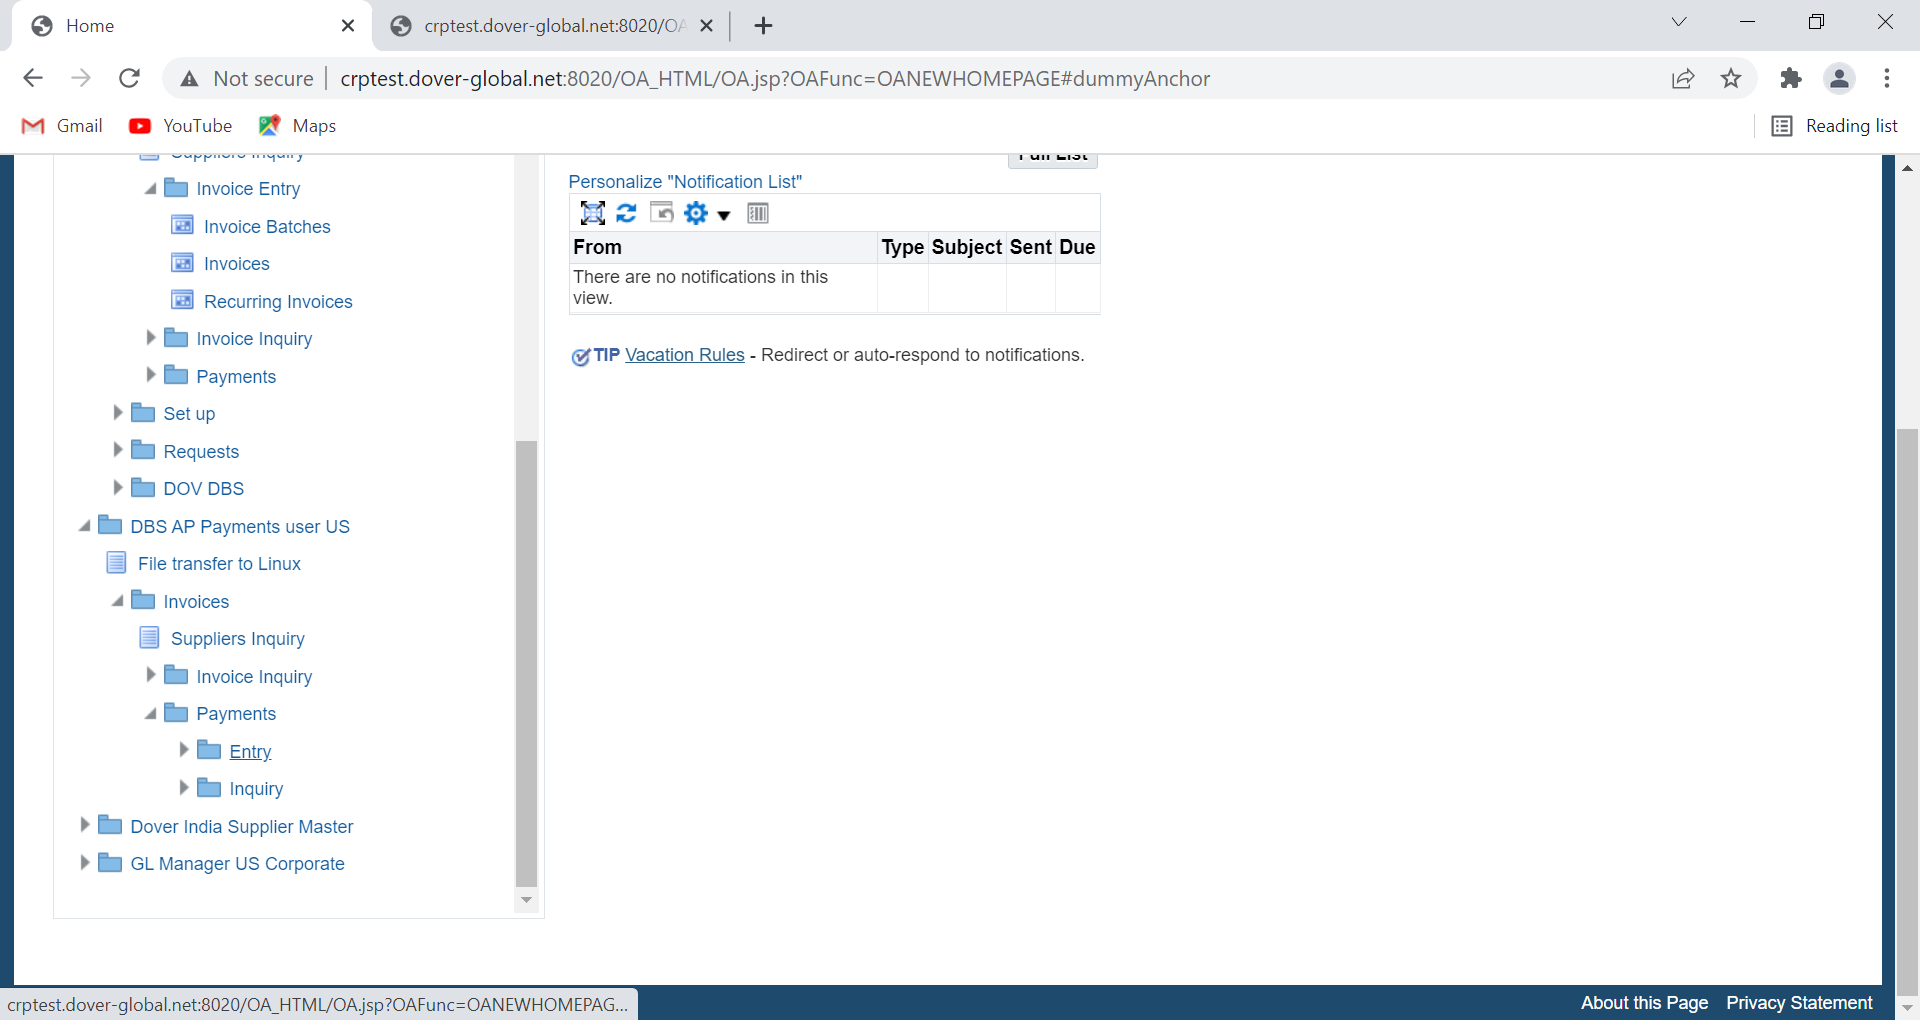 Home
crptest.dover-global.net:8020/OA
Not secure
crptest.dover-global.net:8020/OA_HTML/OA.jsp?OAFunc=OANEWHOMEPAGE#dummyAnchor
Gmail
YouTube
Maps
Reading list
Suppliers Inquiry
Invoice Entry
Invoice Batches
Invoices
Recurring Invoices
Invoice Inquiry
Payments
Set up
Requests
DOV DBS
DBS AP Payments user US
File transfer to Linux
Invoices
Suppliers Inquiry
Invoice Inquiry
Payments
Entry
Inquiry
Dover India Supplier Master
GL Manager US Corporate
Full List
Personalize "Notification List"
From Type Subject Sent Due
There are no notifications in this
view.
TIP Vacation Rules - Redirect or auto-respond to notifications.
crptest.dover-global.net:8020/OA_HTML/OA.jsp?OAFunc=OANEWHOMEPAG...
About this Page Privacy Statement